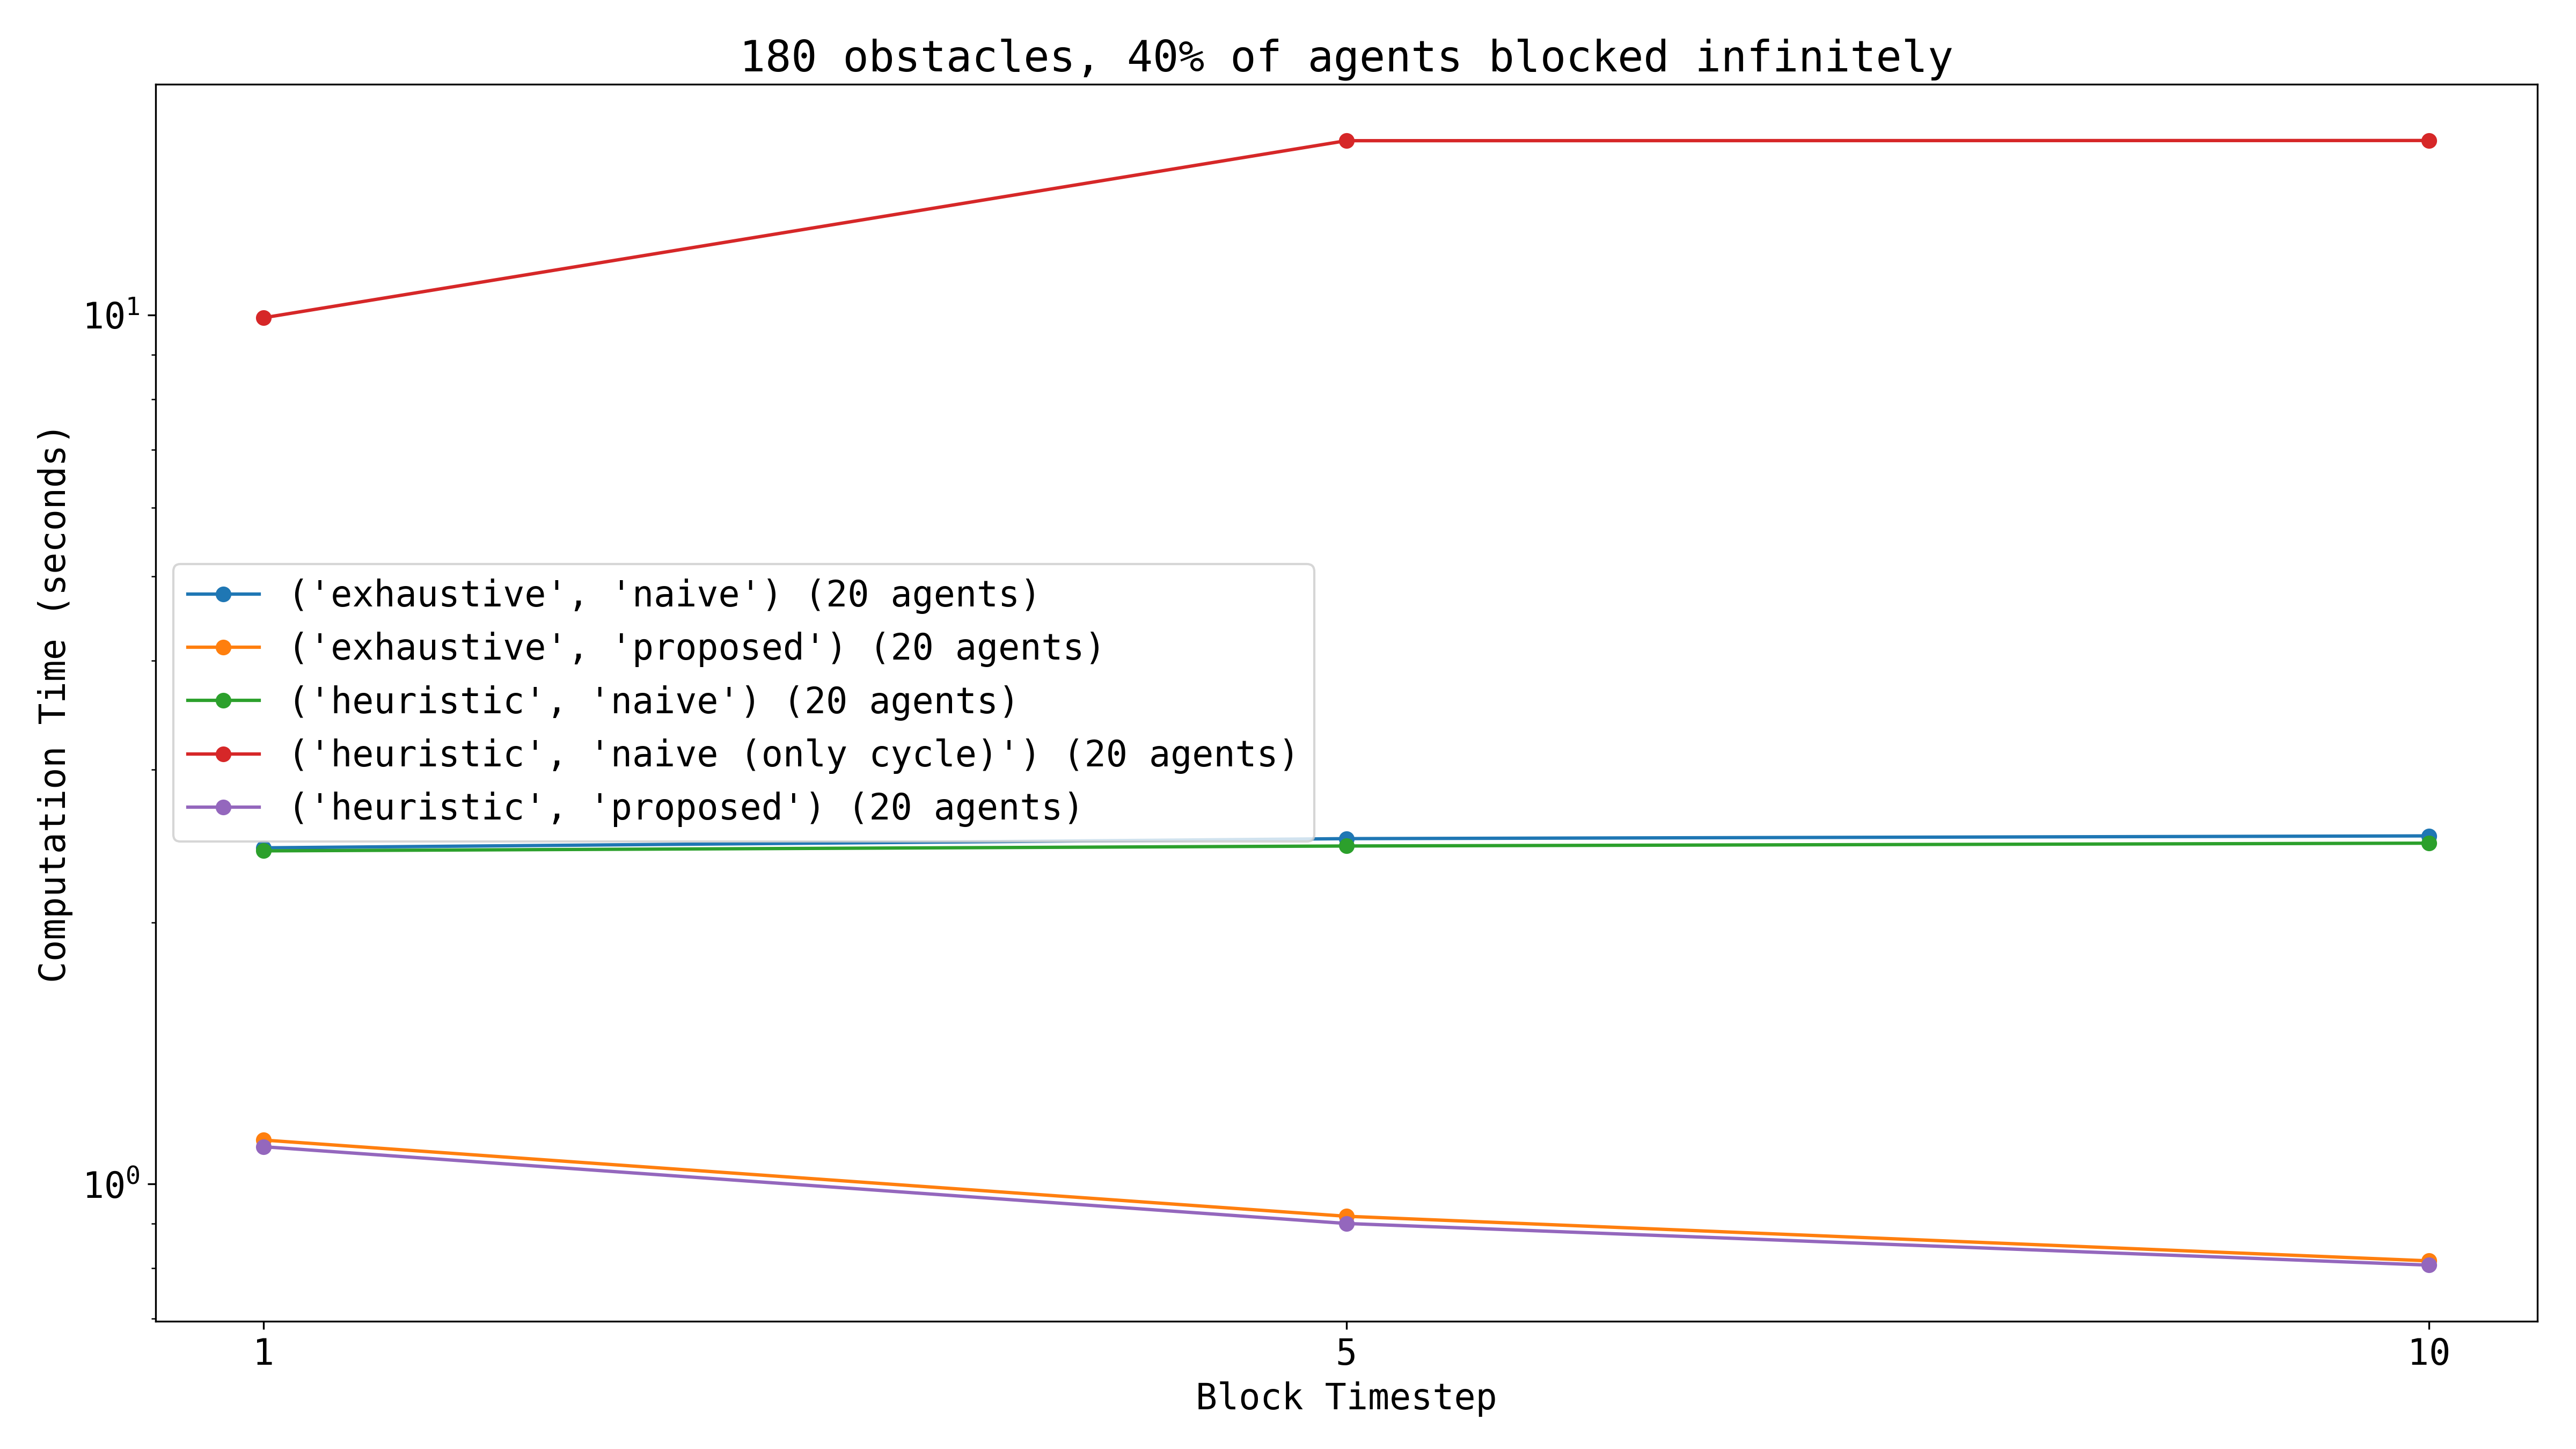 180 obstacles, 40% of agents blocked infinitely
Computation Time (seconds)
10¹
10⁰
('exhaustive', 'naive') (20 agents)
('exhaustive', 'proposed') (20 agents)
('heuristic', 'naive') (20 agents)
('heuristic', 'naive (only cycle)') (20 agents)
('heuristic', 'proposed') (20 agents)
1 5 10
Block Timestep